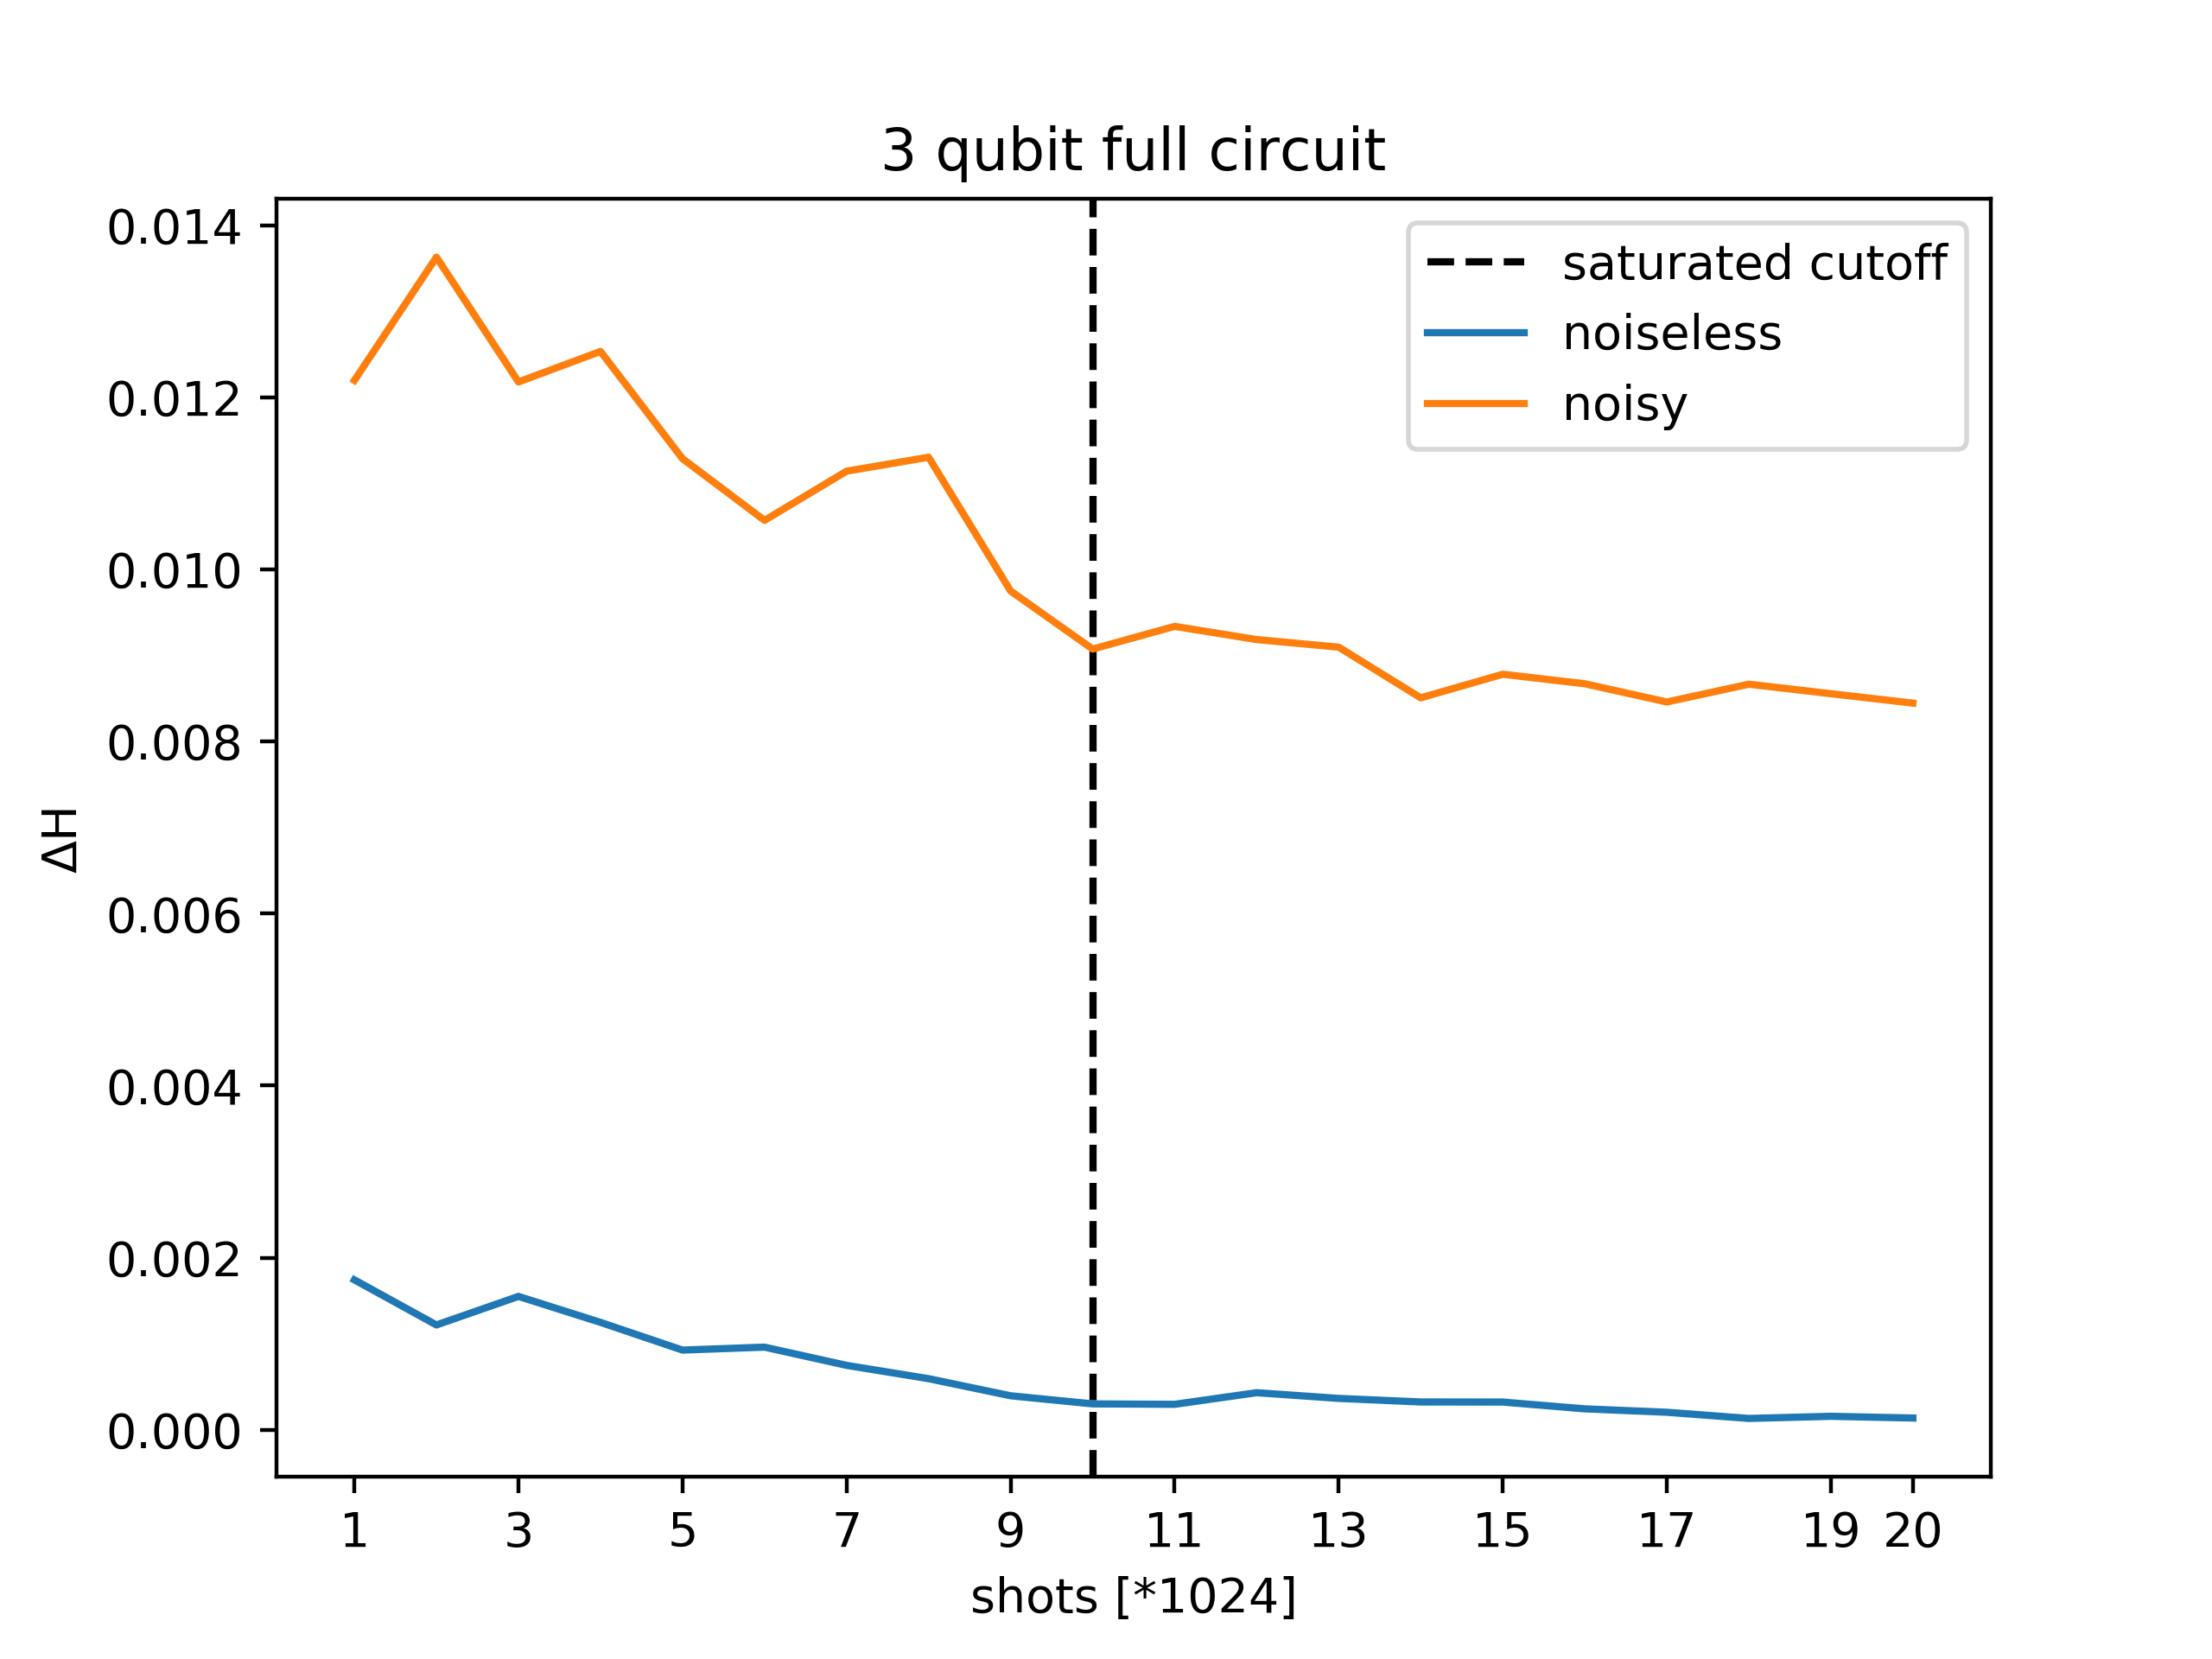 3 qubit full circuit
0.014
0.012
0.010
0.008
0.006
0.004
0.002
0.000
ΔH
saturated cutoff
noiseless
noisy
1 3 5 7 9 11 13 15 17 19 20
shots [*1024]